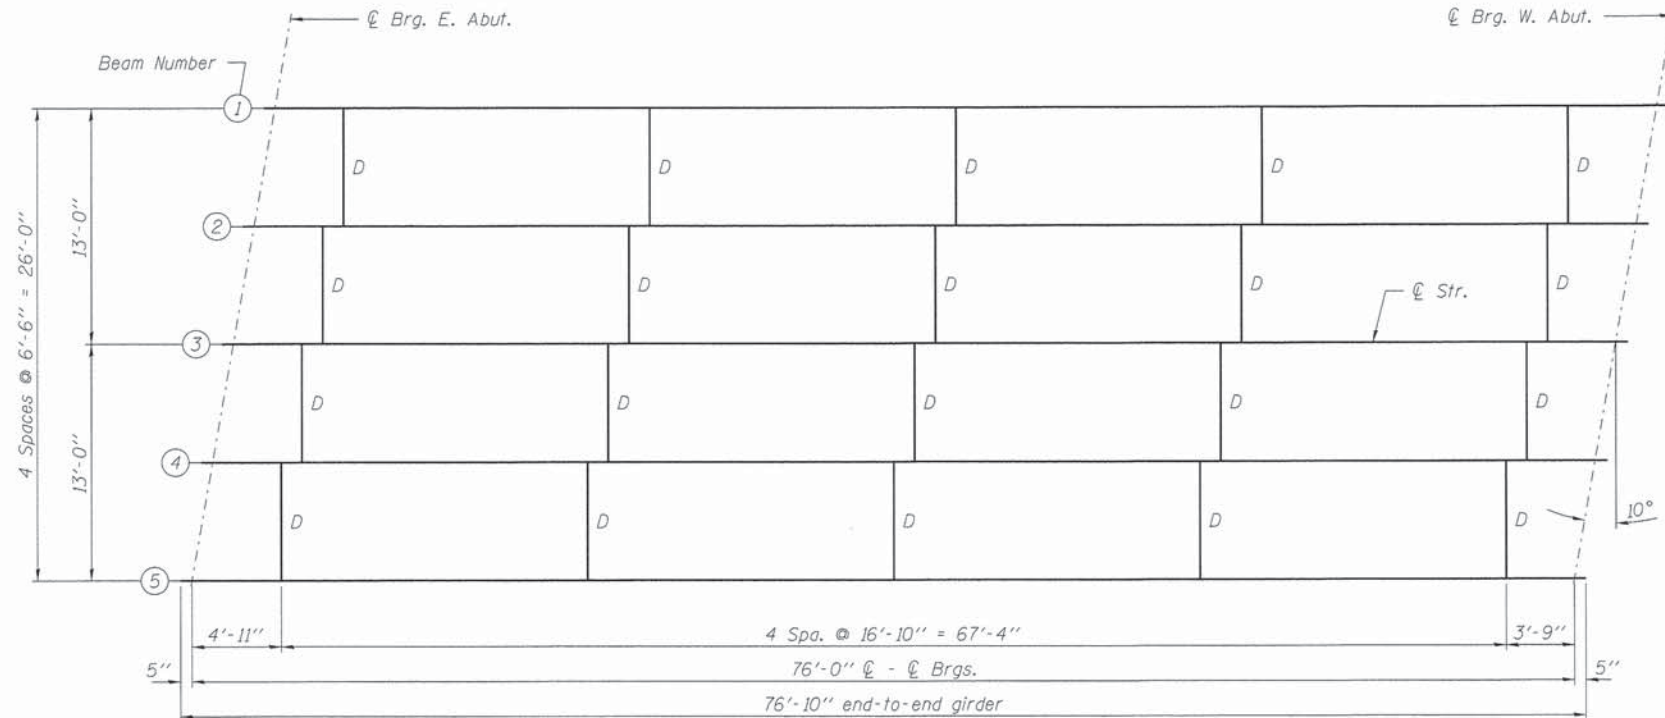 ℄ Brg. E. Abut.
℄ Brg. W. Abut.
Beam Number
1
D D D D D
2
D D D D D
℄ Str.
3
D D D D D
4
D D D D D
10°
5
4 Spaces @ 6'-6" = 26'-0"
13'-0"
13'-0"
4'-11"
4 Spa. @ 16'-10" = 67'-4"
3'-9"
5"
76'-0" ℄ - ℄ Brgs.
5"
76'-10" end-to-end girder